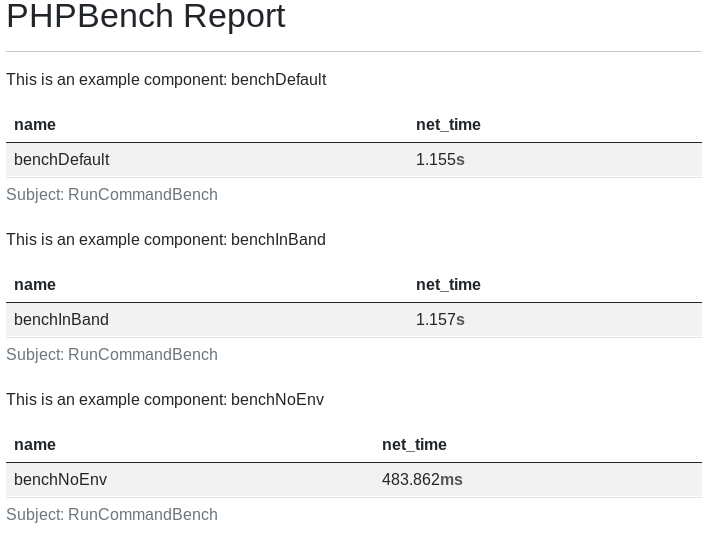 PHPBench Report
This is an example component: benchDefault
name net_time
benchDefault 1.155s
Subject: RunCommandBench
This is an example component: benchInBand
name net_time
benchInBand 1.157s
Subject: RunCommandBench
This is an example component: benchNoEnv
name net_time
benchNoEnv 483.862ms
Subject: RunCommandBench